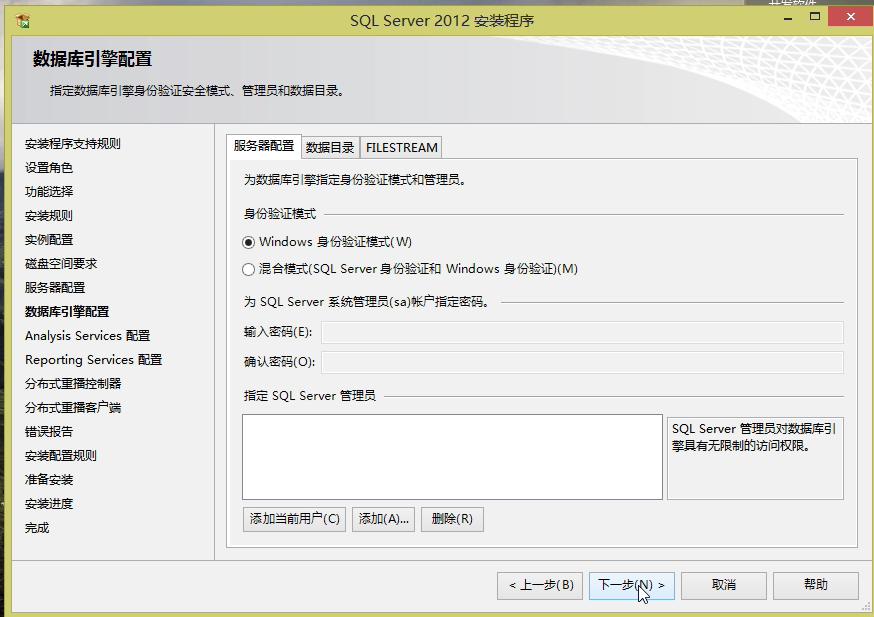 SQL Server 2012 安装程序
数据库引擎配置
指定数据库引擎身份验证安全模式、管理员和数据目录。
安装程序支持规则
设置角色
功能选择
安装规则
实例配置
磁盘空间要求
服务器配置
数据库引擎配置
Analysis Services 配置
Reporting Services 配置
分布式重播控制器
分布式重播客户端
错误报告
安装配置规则
准备安装
安装进度
完成
服务器配置 数据目录 FILESTREAM
为数据库引擎指定身份验证模式和管理员。
身份验证模式
Windows 身份验证模式(W)
混合模式(SQL Server 身份验证和 Windows 身份验证)(M)
为 SQL Server 系统管理员(sa)帐户指定密码。
输入密码(E):
确认密码(O):
指定 SQL Server 管理员
SQL Server 管理员对数据库引
擎具有无限制的访问权限。
添加当前用户(C) 添加(A)... 删除(R)
< 上一步(B) 下一步(N) > 取消 帮助